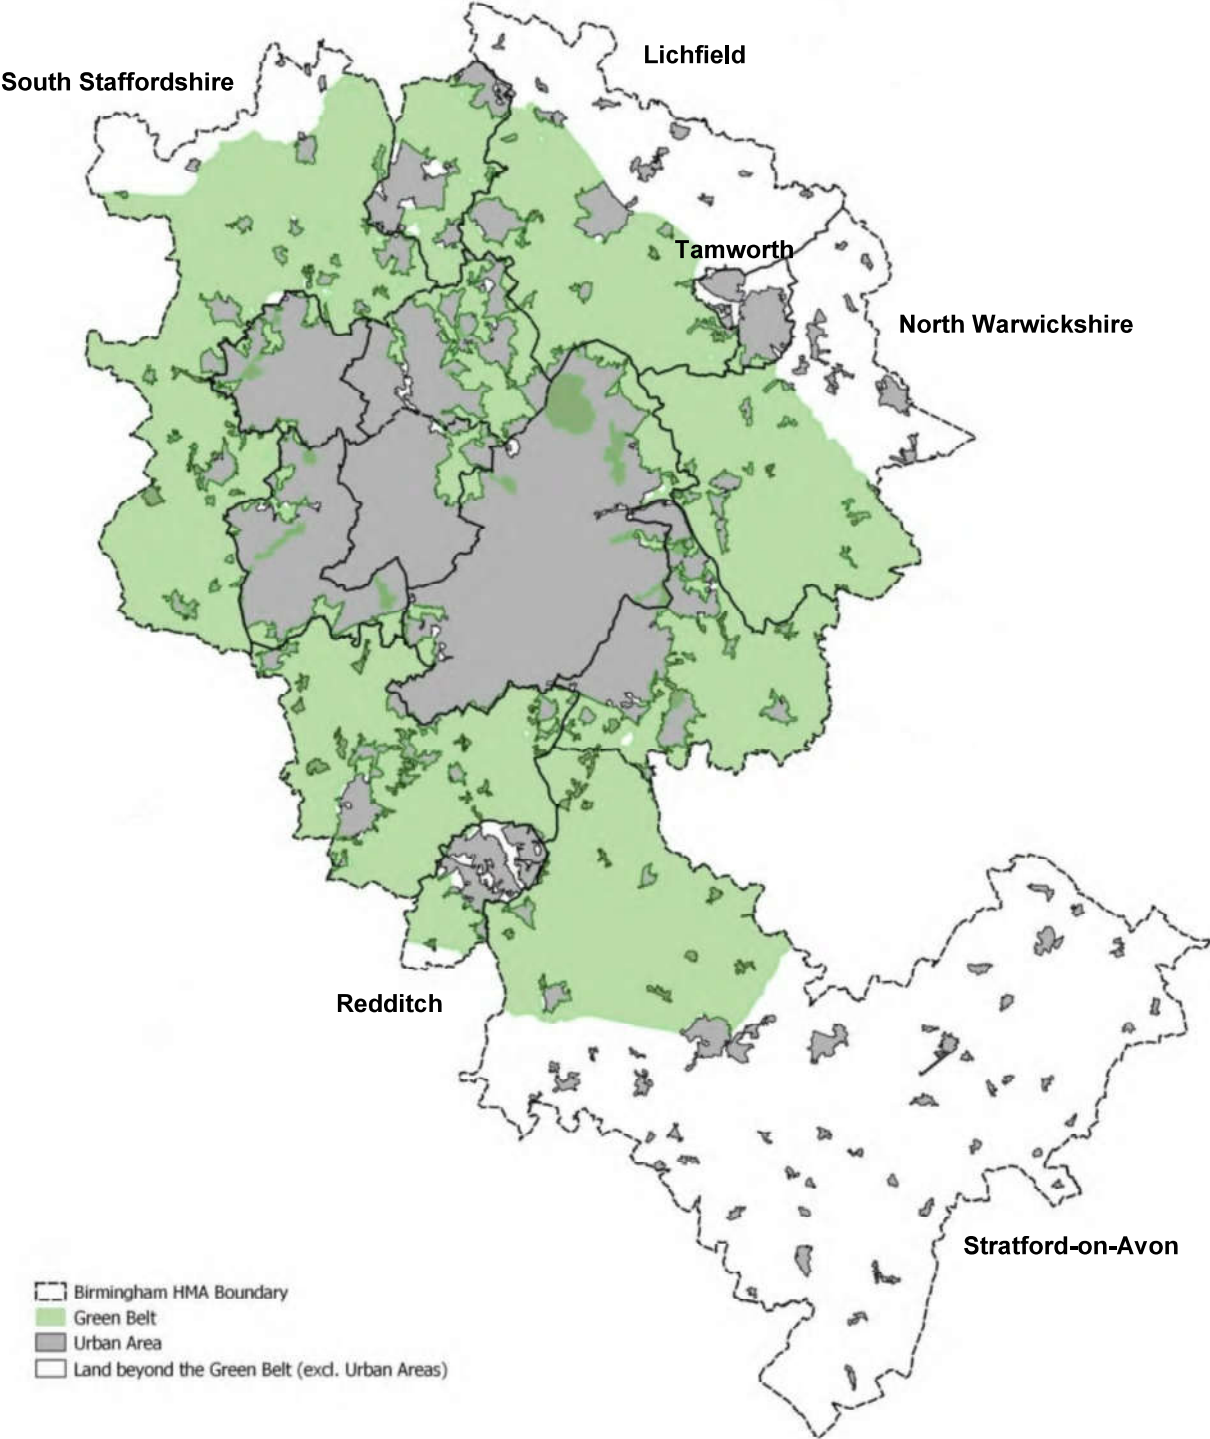 Lichfield
South Staffordshire
Tamworth
North Warwickshire
Redditch
Stratford-on-Avon
Birmingham HMA Boundary
Green Belt
Urban Area
Land beyond the Green Belt (excl. Urban Areas)